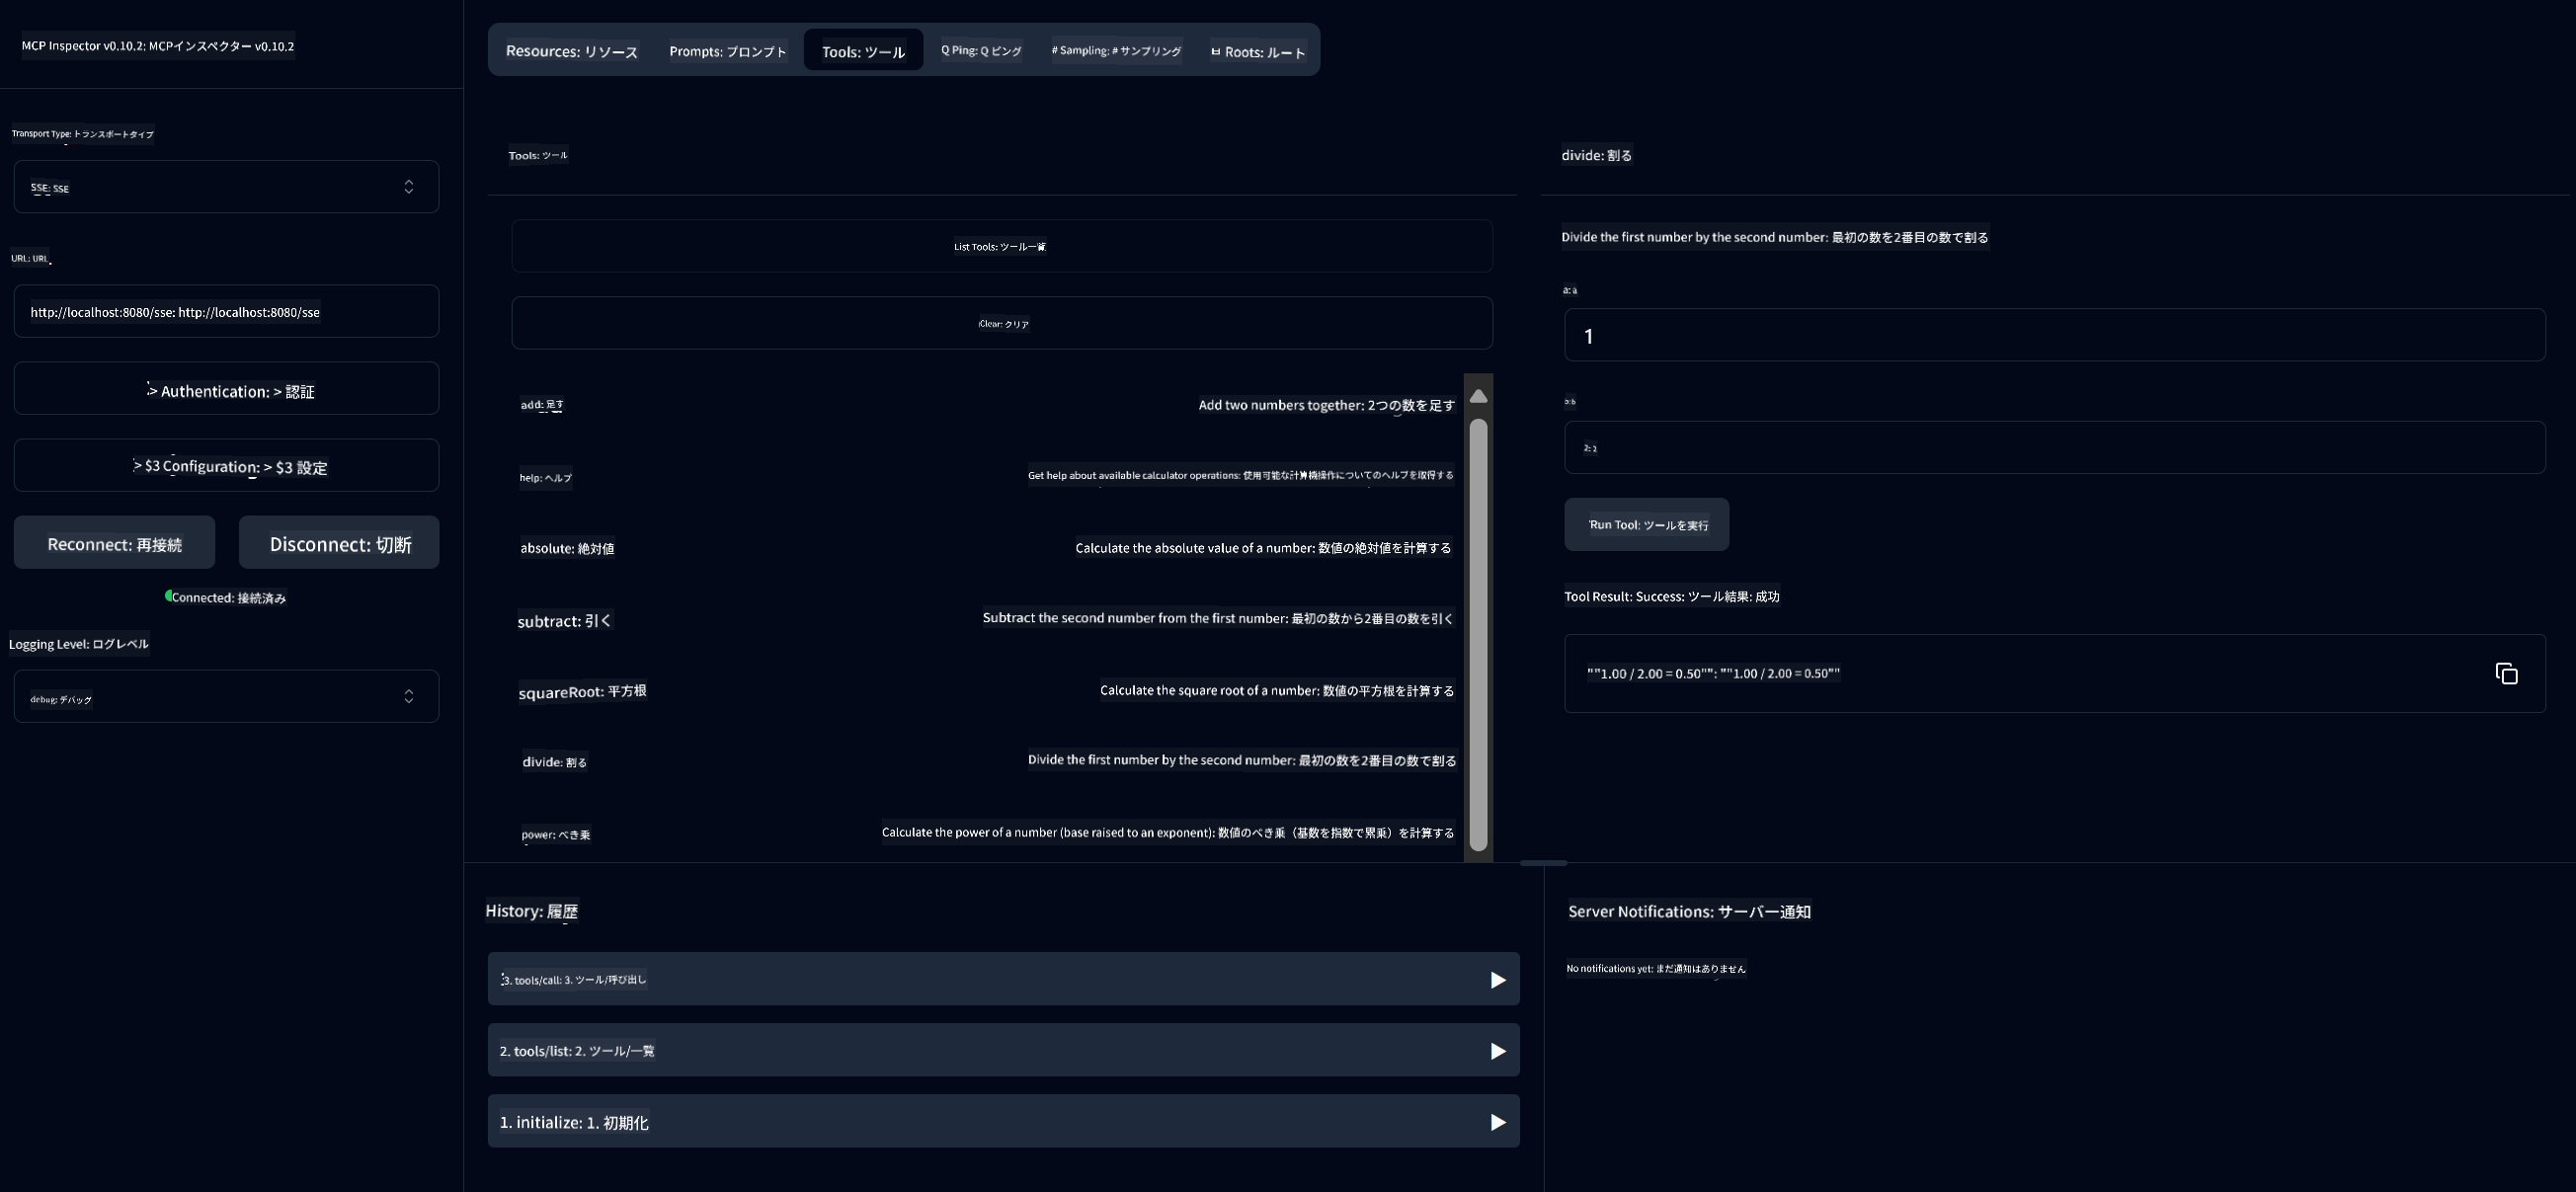 MCP Inspector v0.10.2: MCPインスペクター v0.10.2
Transport Type: トランスポートタイプ
SSE: SSE
URL: URL
http://localhost:8080/sse: http://localhost:8080/sse
> Authentication: > 認証
> $3 Configuration: > $3 設定
Reconnect: 再接続
Disconnect: 切断
Connected: 接続済み
Logging Level: ログレベル
debug: デバッグ
Resources: リソース
Prompts: プロンプト
Tools: ツール
Q Ping: Q ピング
# Sampling: # サンプリング
Roots: ルート
Tools: ツール
List Tools: ツール一覧
Clear: クリア
add: 足す
Add two numbers together: 2つの数を足す
help: ヘルプ
Get help about available calculator operations: 使用可能な計算機操作についてのヘルプを取得する
absolute: 絶対値
Calculate the absolute value of a number: 数値の絶対値を計算する
subtract: 引く
Subtract the second number from the first number: 最初の数から2番目の数を引く
squareRoot: 平方根
Calculate the square root of a number: 数値の平方根を計算する
divide: 割る
Divide the first number by the second number: 最初の数を2番目の数で割る
power: べき乗
Calculate the power of a number (base raised to an exponent): 数値のべき乗（基数を指数で累乗）を計算する
divide: 割る
Divide the first number by the second number: 最初の数を2番目の数で割る
a: a
1
b: b
2: 2
Run Tool: ツールを実行
Tool Result: Success: ツール結果: 成功
""1.00 / 2.00 = 0.50"": ""1.00 / 2.00 = 0.50""
History: 履歴
3. tools/call: 3. ツール/呼び出し
2. tools/list: 2. ツール/一覧
1. initialize: 1. 初期化
Server Notifications: サーバー通知
No notifications yet: まだ通知はありません